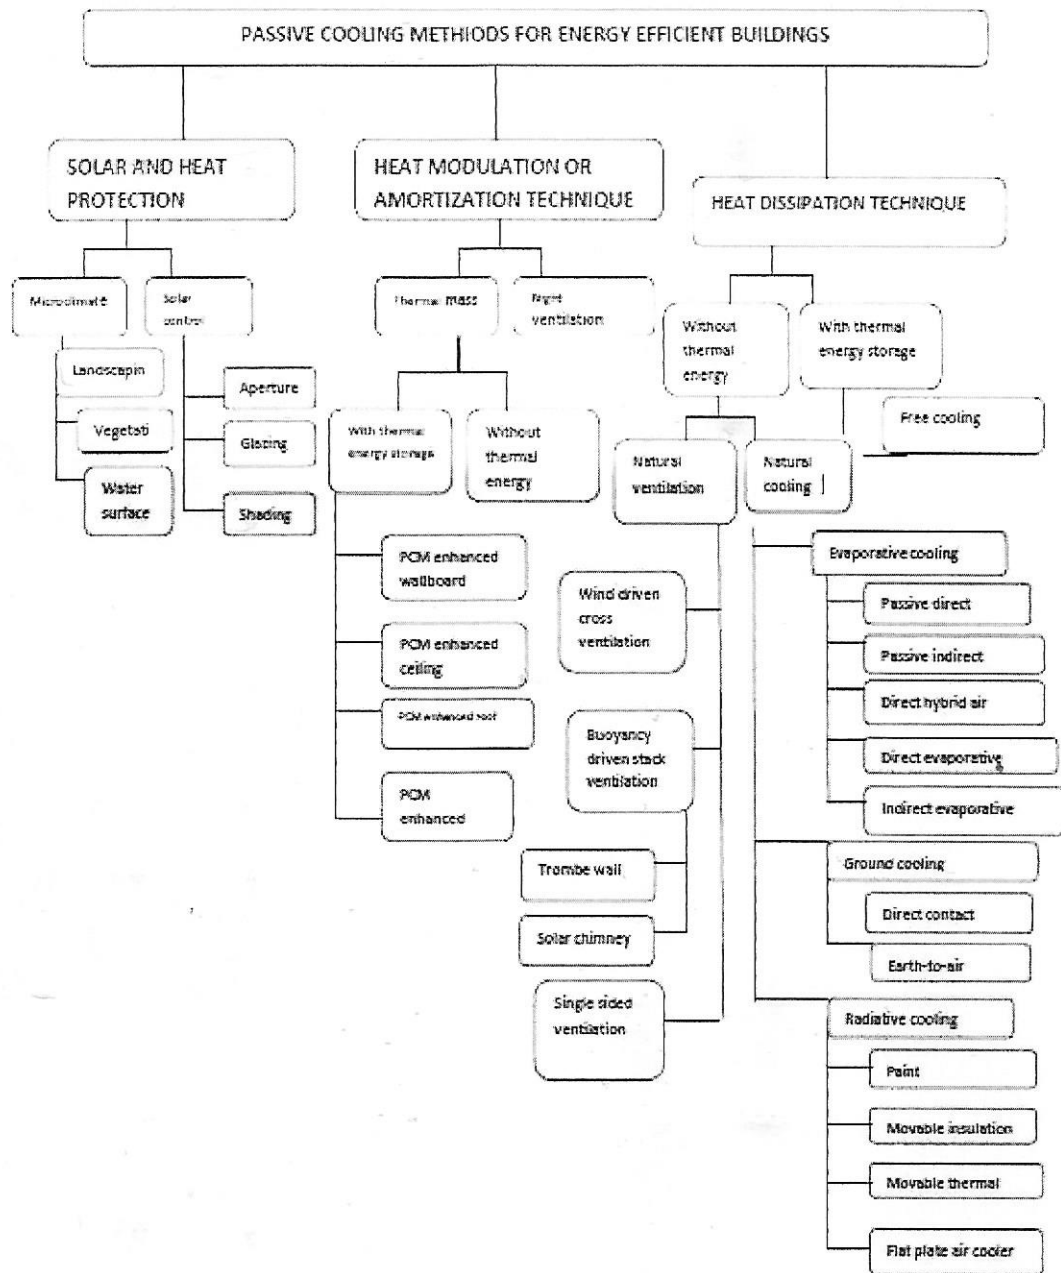 PASSIVE COOLING METHIODS FOR ENERGY EFFICIENT BUILDINGS
SOLAR AND HEAT
PROTECTION
HEAT MODULATION OR
AMORTIZATION TECHNIQUE
HEAT DISSIPATION TECHNIQUE
Microclimate
Solar
control
Thermal mass
Night
ventilation
Without
thermal
energy
With thermal
energy storage
Landscapin
Vegetati
Water
surface
Aperture
Glazing
Shading
With thermal
energy storage
Without
thermal
energy
Natural
ventilation
Natural
cooling
Free cooling
PCM enhanced
wallboard
PCM enhanced
ceiling
PCM enhanced roof
PCM
enhanced
Wind driven
cross
ventilation
Buoyancy
driven stack
ventilation
Trombe wall
Solar chimney
Single sided
ventilation
Evaporative cooling
Passive direct
Passive indirect
Direct hybrid air
Direct evaporative
Indirect evaporative
Ground cooling
Direct contact
Earth-to-air
Radiative cooling
Paint
Movable insulation
Movable thermal
Flat plate air cooler